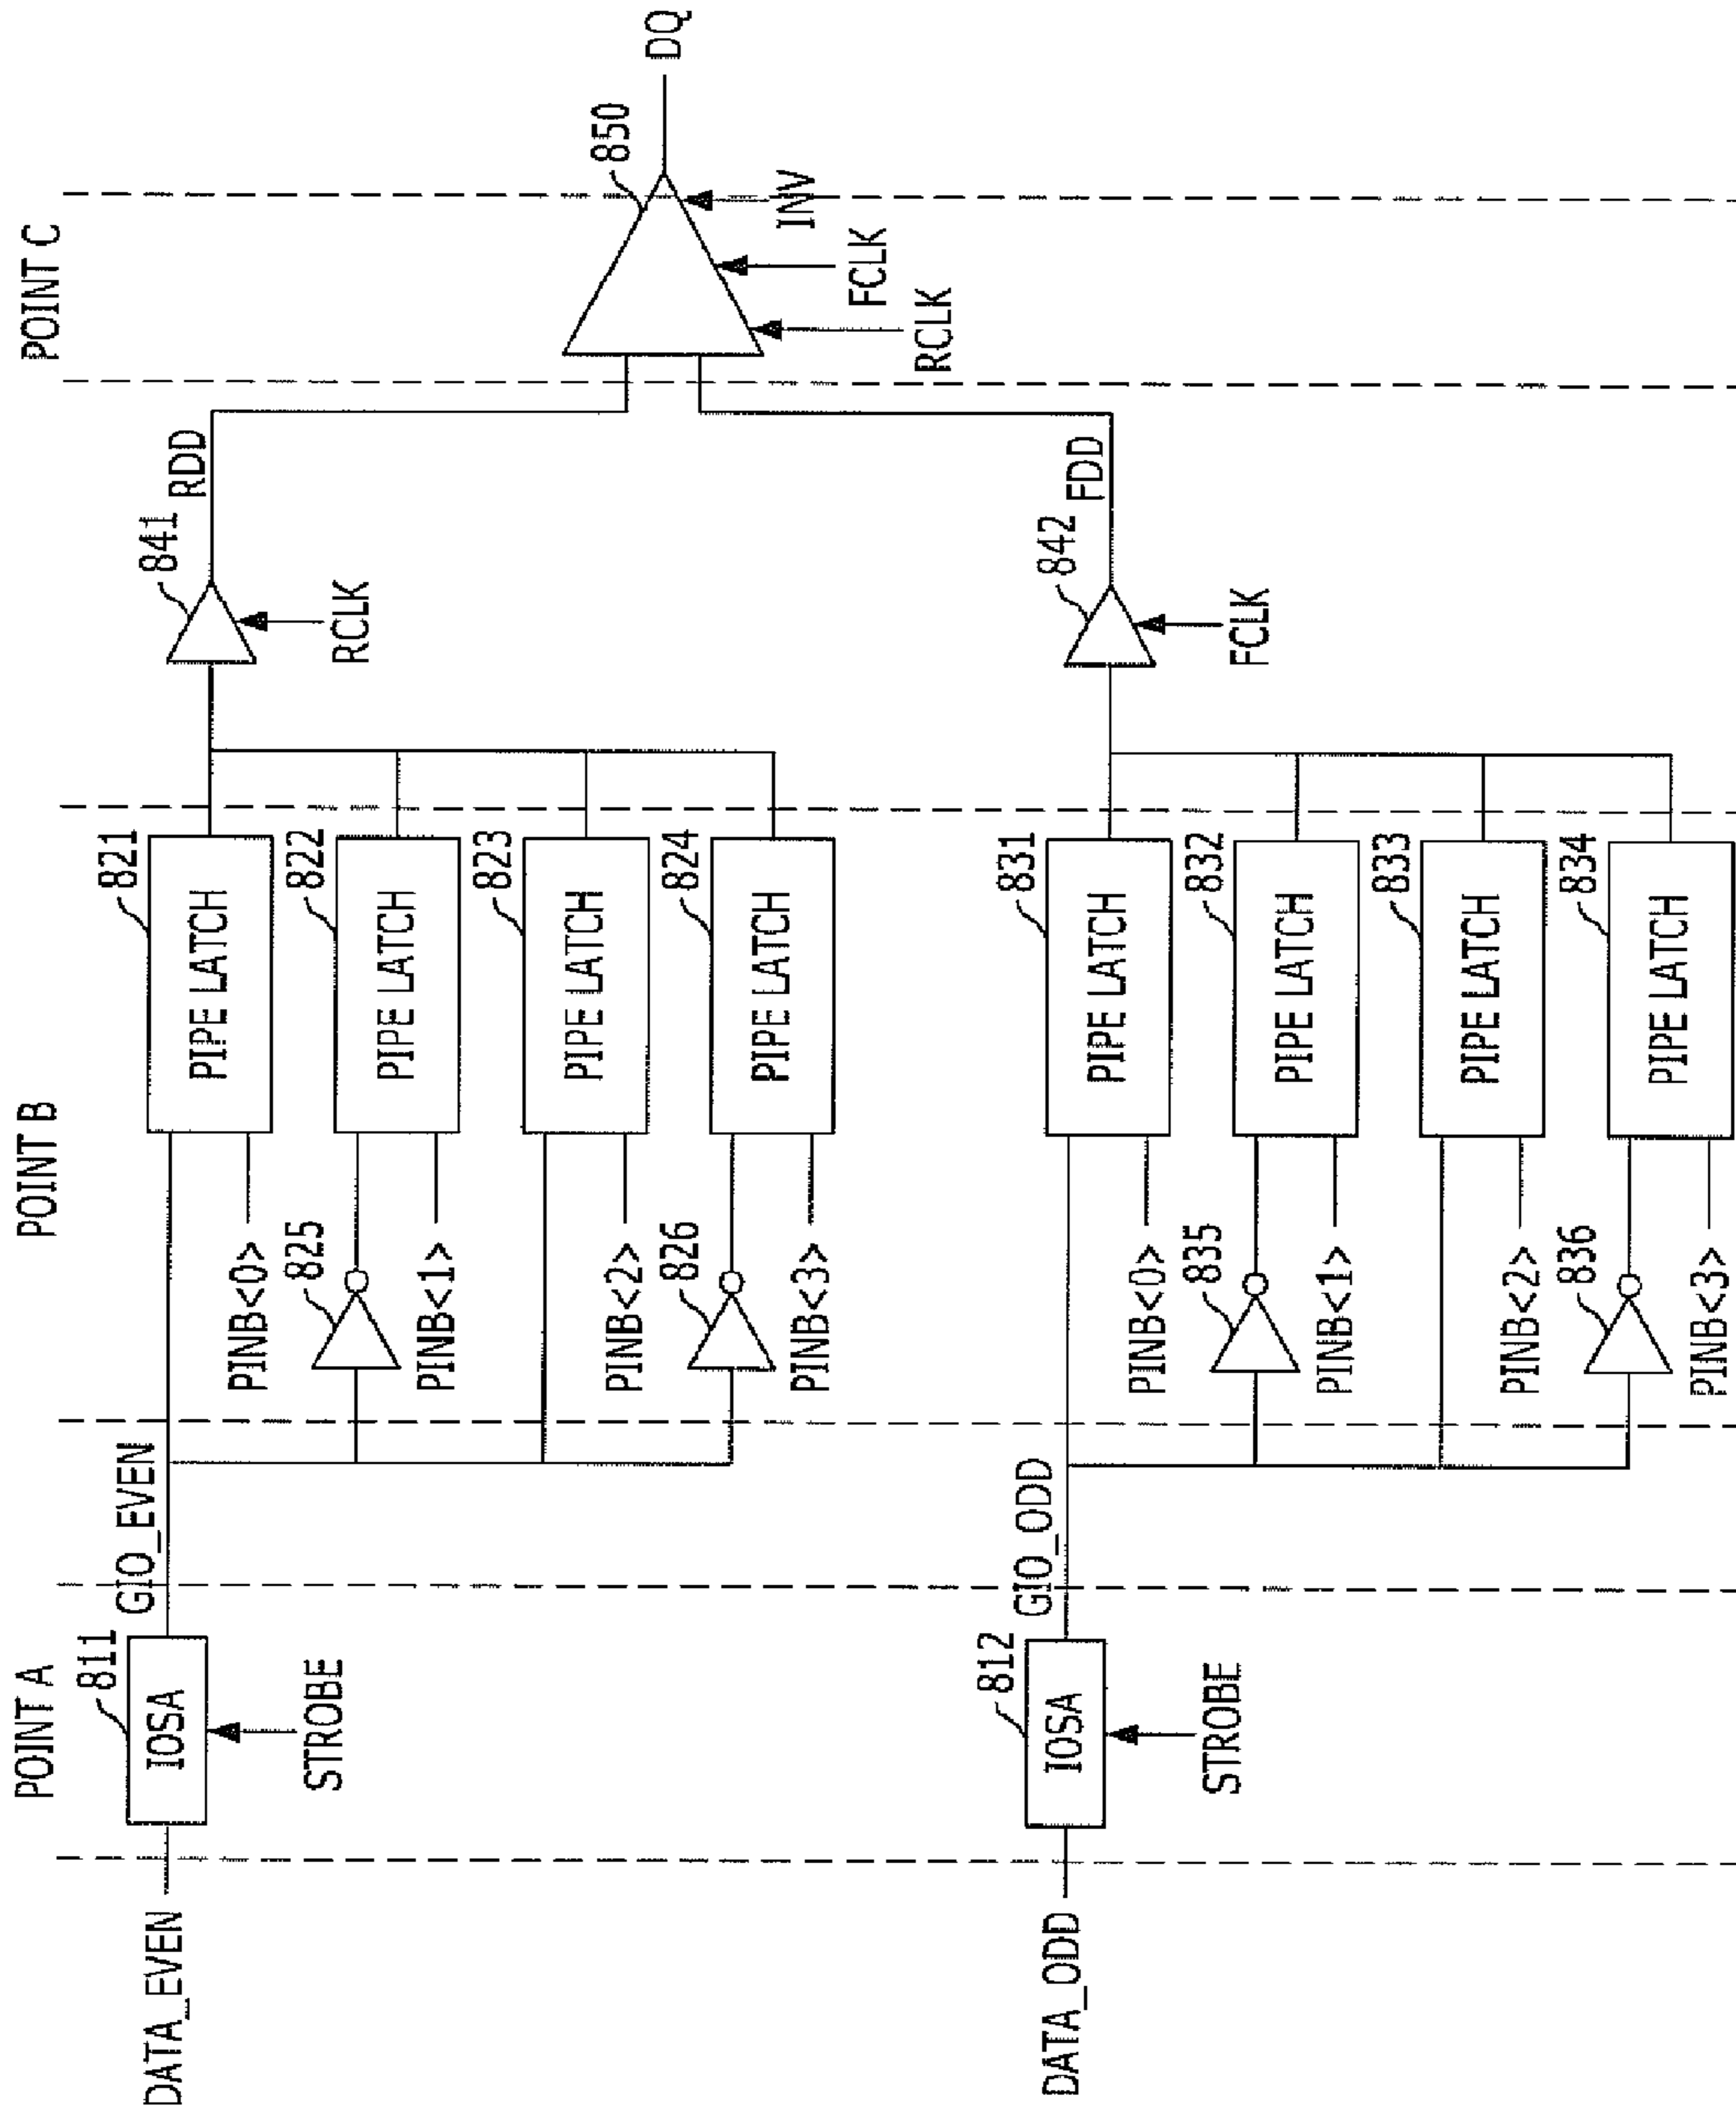 POINT A
POINT B
POINT C
DATA_EVEN
811
IOSA
STROBE
GIO_EVEN
821
PIPE LATCH
PINB<0>
822
825
PIPE LATCH
PINB<1>
823
PIPE LATCH
PINB<2>
824
826
PIPE LATCH
PINB<3>
841
RCLK
RDD
850
DQ
INV
FCLK
RCLK
DATA_ODD
812
IOSA
STROBE
GIO_ODD
831
PIPE LATCH
PINB<0>
832
835
PIPE LATCH
PINB<1>
833
PIPE LATCH
PINB<2>
834
836
PIPE LATCH
PINB<3>
842
FCLK
FDD